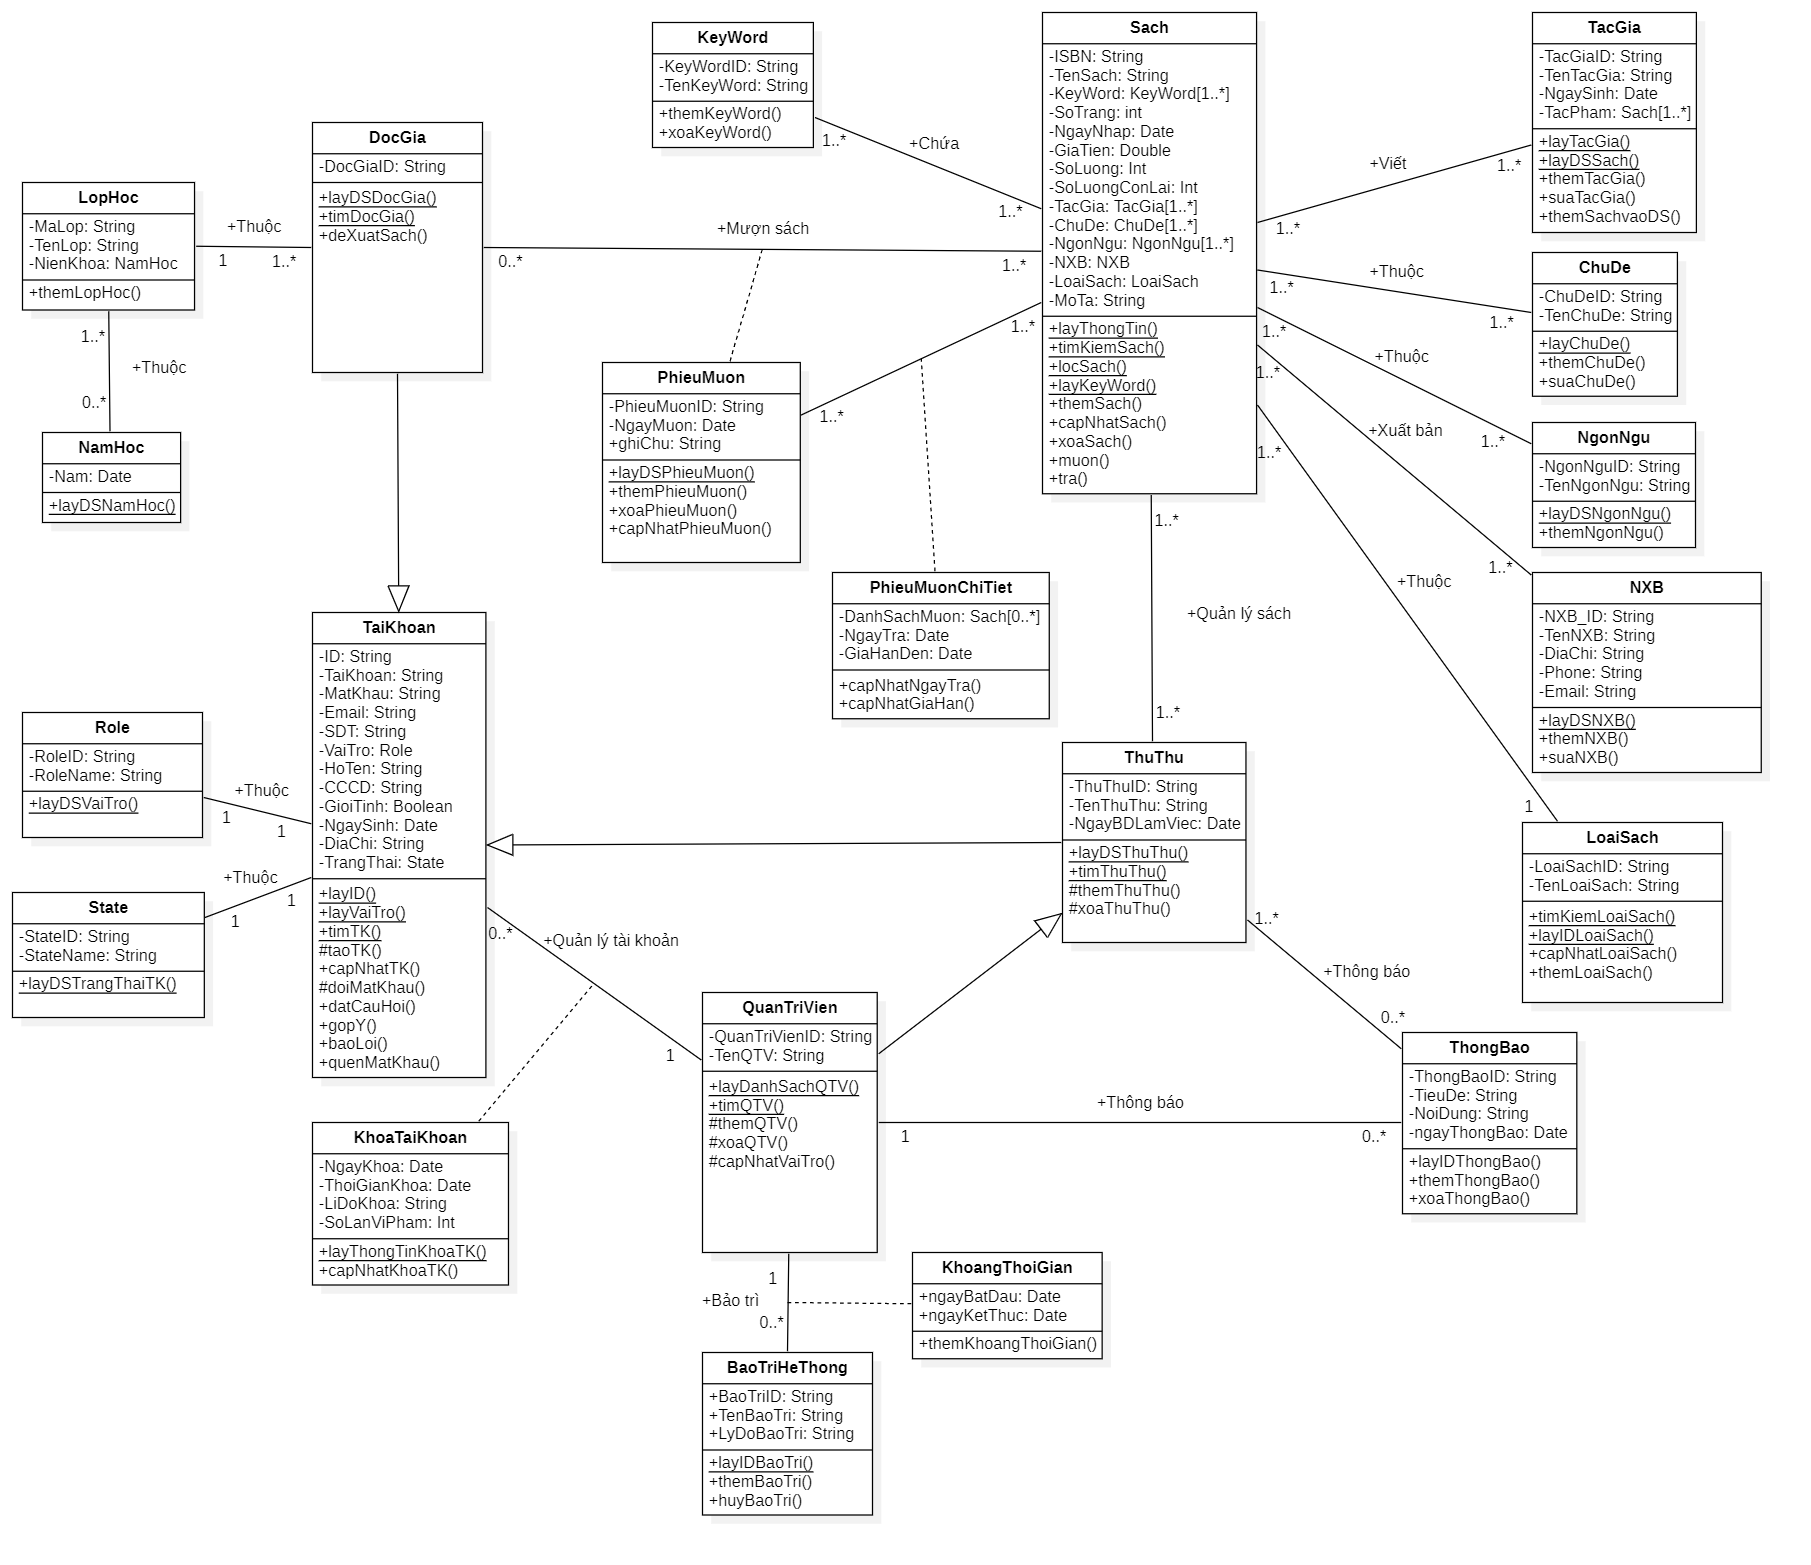 KeyWord
-KeyWordID: String
-TenKeyWord: String
+themKeyWord()
+xoaKeyWord()
Sach
-ISBN: String
-TenSach: String
-KeyWord: KeyWord[1..*]
-SoTrang: int
-NgayNhap: Date
-GiaTien: Double
-SoLuong: Int
-SoLuongConLai: Int
-TacGia: TacGia[1..*]
-ChuDe: ChuDe[1..*]
-NgonNgu: NgonNgu[1..*]
-NXB: NXB
-LoaiSach: LoaiSach
-MoTa: String
+layThongTin()
+timKiemSach()
+locSach()
+layKeyWord()
+themSach()
+capNhatSach()
+xoaSach()
+muon()
+tra()
TacGia
-TacGiaID: String
-TenTacGia: String
-NgaySinh: Date
-TacPham: Sach[1..*]
+layTacGia()
+layDSSach()
+themTacGia()
+suaTacGia()
+themSachvaoDS()
DocGia
-DocGiaID: String
+layDSDocGia()
+timDocGia()
+deXuatSach()
LopHoc
-MaLop: String
-TenLop: String
-NienKhoa: NamHoc
+themLopHoc()
+Thuộc
1
1..*
1..*
+Thuộc
0..*
NamHoc
-Nam: Date
+layDSNamHoc()
+Chứa
1..*
1..*
+Mượn sách
0..*
1..*
+Viết
1..*
1..*
+Thuộc
1..*
1..*
ChuDe
-ChuDeID: String
-TenChuDe: String
+layChuDe()
+themChuDe()
+suaChuDe()
PhieuMuon
-PhieuMuonID: String
-NgayMuon: Date
+ghiChu: String
+layDSPhieuMuon()
+themPhieuMuon()
+xoaPhieuMuon()
+capNhatPhieuMuon()
1..*
1..*
1..*
+Thuộc
1..*
NgonNgu
-NgonNguID: String
-TenNgonNgu: String
+layDSNgonNgu()
+themNgonNgu()
1..*
+Xuất bản
1..*
NXB
-NXB_ID: String
-TenNXB: String
-DiaChi: String
-Phone: String
-Email: String
+layDSNXB()
+themNXB()
+suaNXB()
1..*
+Thuộc
1
LoaiSach
-LoaiSachID: String
-TenLoaiSach: String
+timKiemLoaiSach()
+layIDLoaiSach()
+capNhatLoaiSach()
+themLoaiSach()
PhieuMuonChiTiet
-DanhSachMuon: Sach[0..*]
-NgayTra: Date
-GiaHanDen: Date
+capNhatNgayTra()
+capNhatGiaHan()
1..*
+Quản lý sách
1..*
ThuThu
-ThuThuID: String
-TenThuThu: String
-NgayBDLamViec: Date
+layDSThuThu()
+timThuThu()
#themThuThu()
#xoaThuThu()
TaiKhoan
-ID: String
-TaiKhoan: String
-MatKhau: String
-Email: String
-SDT: String
-VaiTro: Role
-HoTen: String
-CCCD: String
-GioiTinh: Boolean
-NgaySinh: Date
-DiaChi: String
-TrangThai: State
+layID()
+layVaiTro()
+timTK()
#taoTK()
+capNhatTK()
#doiMatKhau()
+datCauHoi()
+gopY()
+baoLoi()
+quenMatKhau()
Role
-RoleID: String
-RoleName: String
+layDSVaiTro()
+Thuộc
1
1
State
-StateID: String
-StateName: String
+layDSTrangThaiTK()
+Thuộc
1
1
0..*
+Quản lý tài khoản
1
1..*
+Thông báo
0..*
QuanTriVien
-QuanTriVienID: String
-TenQTV: String
+layDanhSachQTV()
+timQTV()
#themQTV()
#xoaQTV()
#capNhatVaiTro()
+Thông báo
1
0..*
ThongBao
-ThongBaoID: String
-TieuDe: String
-NoiDung: String
-ngayThongBao: Date
+layIDThongBao()
+themThongBao()
+xoaThongBao()
KhoaTaiKhoan
-NgayKhoa: Date
-ThoiGianKhoa: Date
-LiDoKhoa: String
-SoLanViPham: Int
+layThongTinKhoaTK()
+capNhatKhoaTK()
1
+Bảo trì
0..*
KhoangThoiGian
+ngayBatDau: Date
+ngayKetThuc: Date
+themKhoangThoiGian()
BaoTriHeThong
+BaoTriID: String
+TenBaoTri: String
+LyDoBaoTri: String
+layIDBaoTri()
+themBaoTri()
+huyBaoTri()